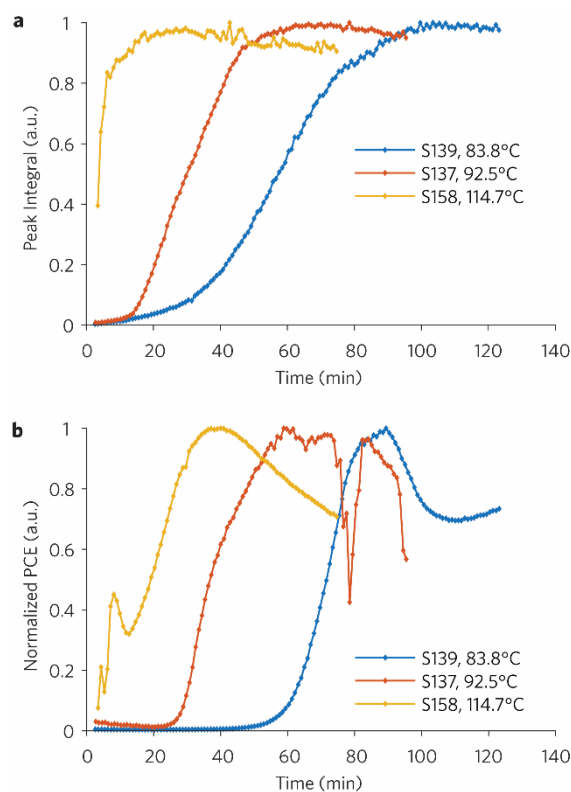 a
Peak Integral (a.u.)
1
0.8
0.6
0.4
0.2
0
S139, 83.8°C
S137, 92.5°C
S158, 114.7°C
0 20 40 60 80 100 120 140
Time (min)
b
Normalized PCE (a.u.)
1
0.8
0.6
0.4
0.2
0
S139, 83.8°C
S137, 92.5°C
S158, 114.7°C
0 20 40 60 80 100 120 140
Time (min)